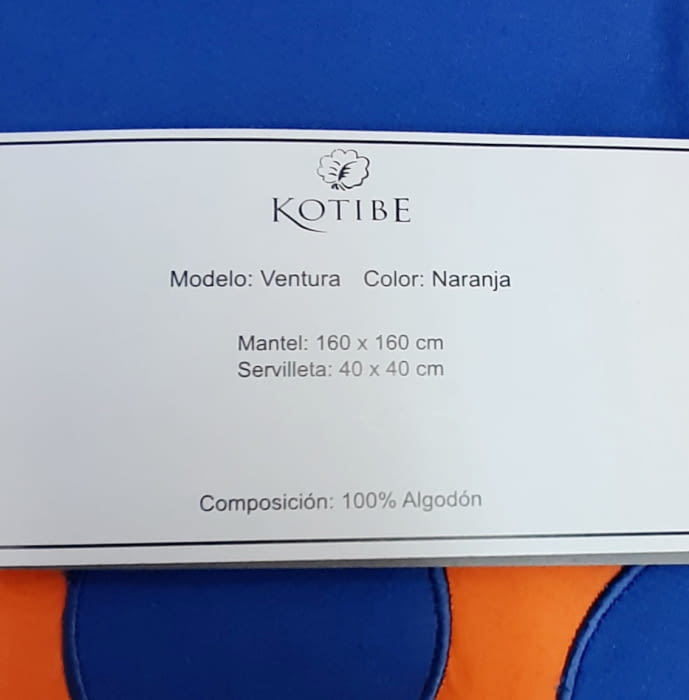 KOTIBE
Modelo: Ventura Color: Naranja
Mantel: 160 x 160 cm
Servilleta: 40 x 40 cm
Composición: 100% Algodón